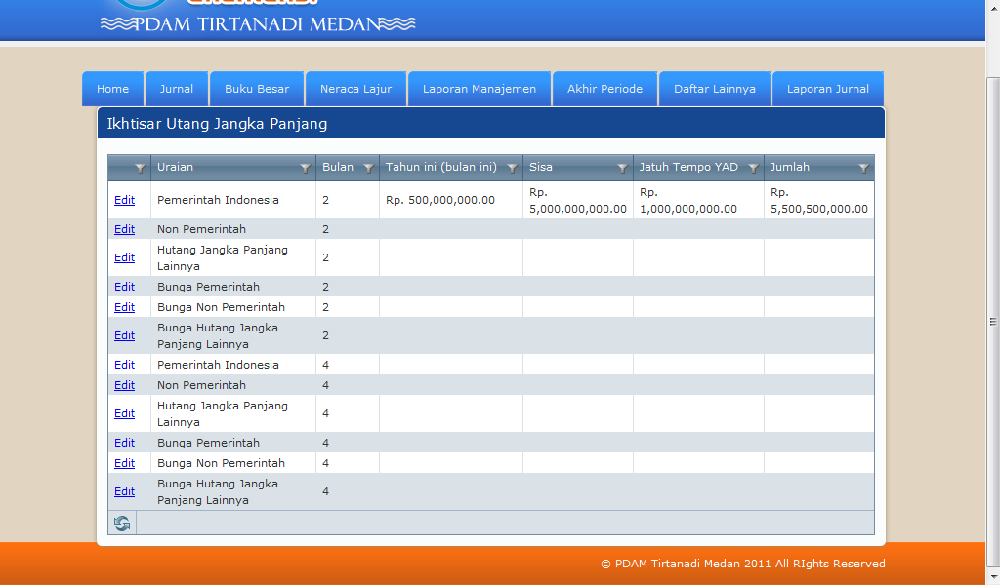 PDAM TIRTANADI MEDAN
Home Jurnal Buku Besar Neraca Lajur Laporan Manajemen Akhir Periode Daftar Lainnya Laporan Jurnal
Ikhtisar Utang Jangka Panjang
Uraian Bulan Tahun ini (bulan ini) Sisa Jatuh Tempo YAD Jumlah
Edit Pemerintah Indonesia 2 Rp. 500,000,000.00 Rp. 5,000,000,000.00 Rp. 1,000,000,000.00 Rp. 5,500,500,000.00
Edit Non Pemerintah 2
Edit Hutang Jangka Panjang Lainnya 2
Edit Bunga Pemerintah 2
Edit Bunga Non Pemerintah 2
Edit Bunga Hutang Jangka Panjang Lainnya 2
Edit Pemerintah Indonesia 4
Edit Non Pemerintah 4
Edit Hutang Jangka Panjang Lainnya 4
Edit Bunga Pemerintah 4
Edit Bunga Non Pemerintah 4
Edit Bunga Hutang Jangka Panjang Lainnya 4
© PDAM Tirtanadi Medan 2011 All RIghts Reserved